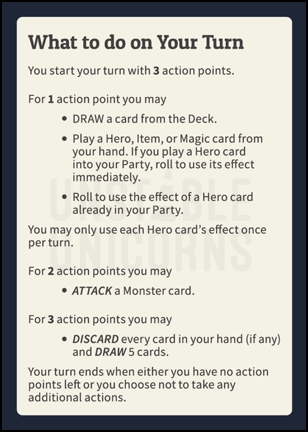 What to do on Your Turn
You start your turn with 3 action points.
For 1 action point you may
• DRAW a card from the Deck.
• Play a Hero, Item, or Magic card from
your hand. If you play a Hero card
into your Party, roll to use its effect
immediately.
• Roll to use the effect of a Hero card
already in your Party.
You may only use each Hero card's effect once
per turn.
For 2 action points you may
• ATTACK a Monster card.
For 3 action points you may
• DISCARD every card in your hand (if any)
and DRAW 5 cards.
Your turn ends when either you have no action
points left or you choose not to take any
additional actions.
UNSTABLE
UNICORNS